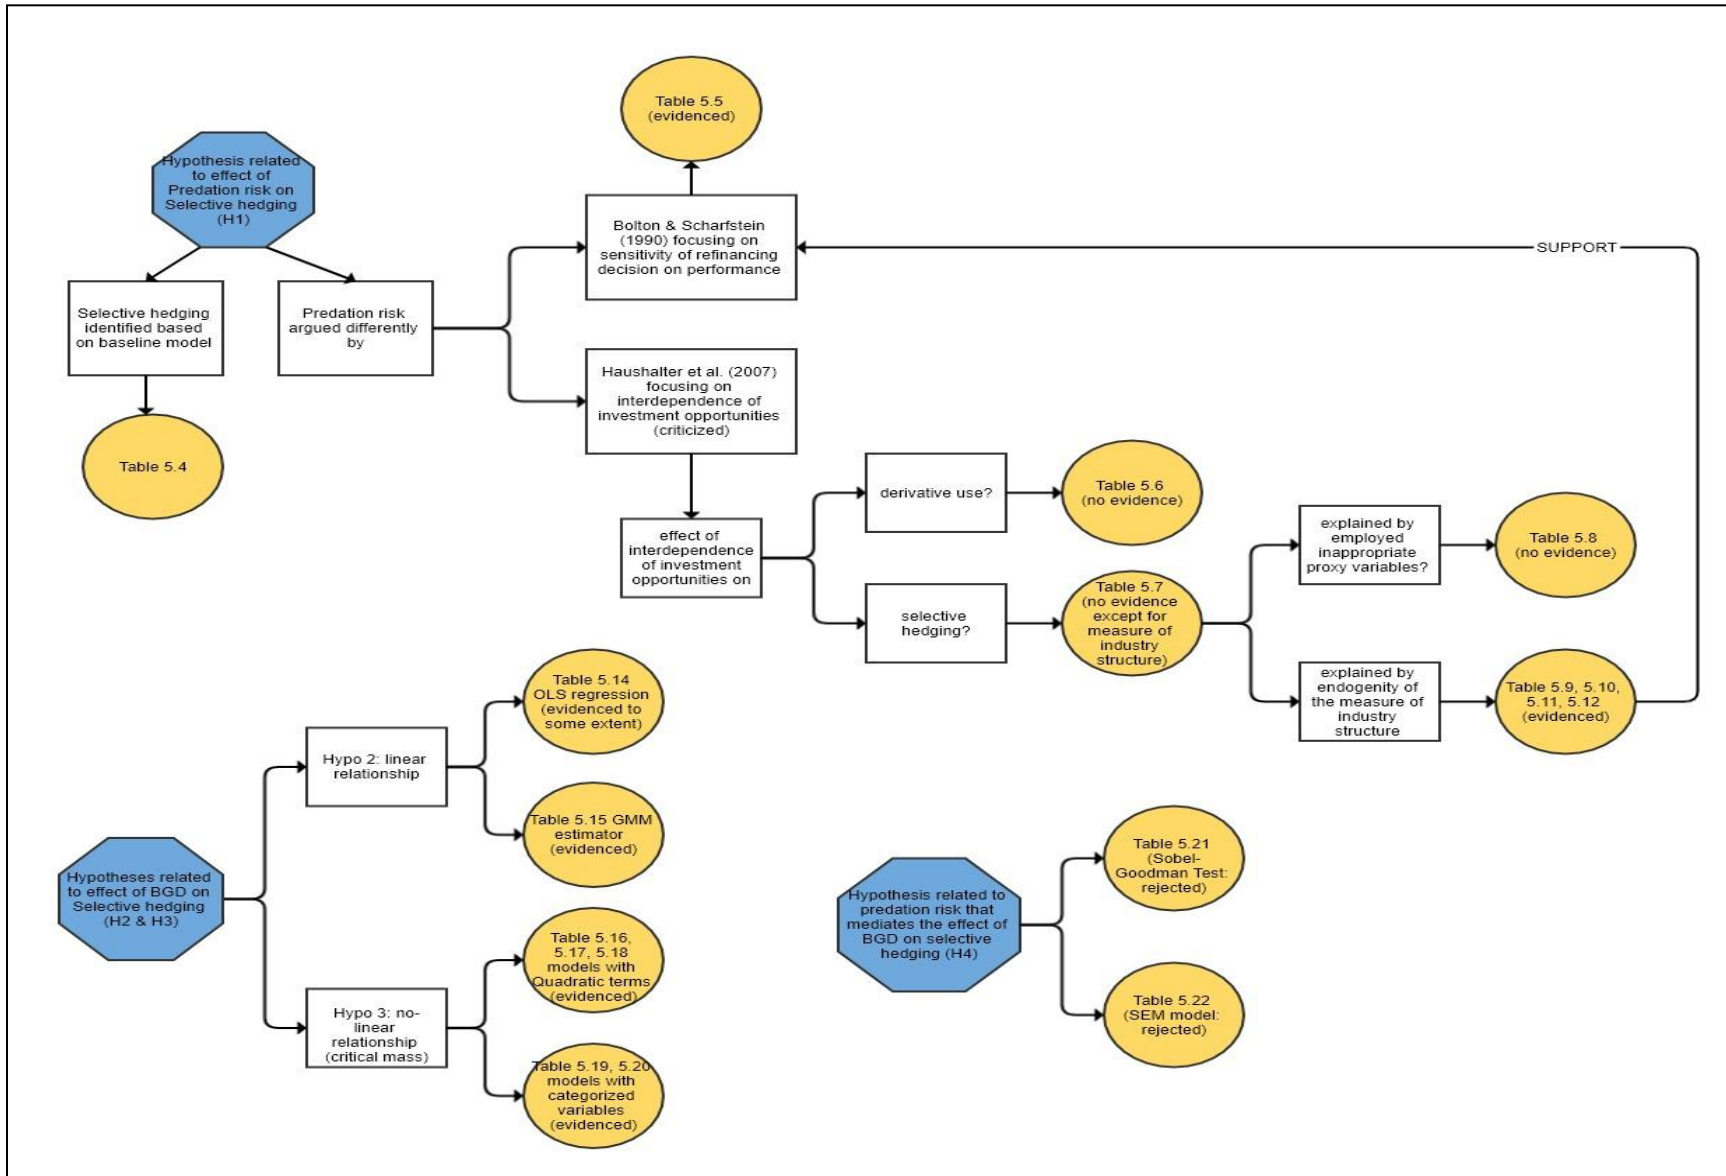 Table 5.5
(evidenced)
Hypothesis related
to effect of
Predation risk on
Selective hedging
(H1)
Bolton & Scharfstein
(1990) focusing on
sensitivity of refinancing
decision on performance
SUPPORT
Selective hedging
identified based
on baseline model
Predation risk
argued differently
by
Haushalter et al. (2007)
focusing on
interdependence of
investment opportunities
(criticized)
Table 5.4
effect of
interdependence
of investment
opportunities on
derivative use?
Table 5.6
(no evidence)
selective
hedging?
Table 5.7
(no evidence
except for
measure of
industry
structure)
explained by
employed
inappropriate
proxy variables?
Table 5.8
(no evidence)
explained by
endogenity of
the measure of
industry
structure
Table 5.9, 5.10,
5.11, 5.12
(evidenced)
Table 5.14
OLS regression
(evidenced to
some extent)
Hypo 2: linear
relationship
Table 5.15 GMM
estimator
(evidenced)
Hypotheses related
to effect of BGD on
Selective hedging
(H2 & H3)
Table 5.16,
5.17, 5.18
models with
Quadratic terms
(evidenced)
Hypo 3: no-
linear
relationship
(critical mass)
Table 5.19, 5.20
models with
categorized
variables
(evidenced)
Hypothesis related to
predation risk that
mediates the effect of
BGD on selective
hedging (H4)
Table 5.21
(Sobel-
Goodman Test:
rejected)
Table 5.22
(SEM model:
rejected)